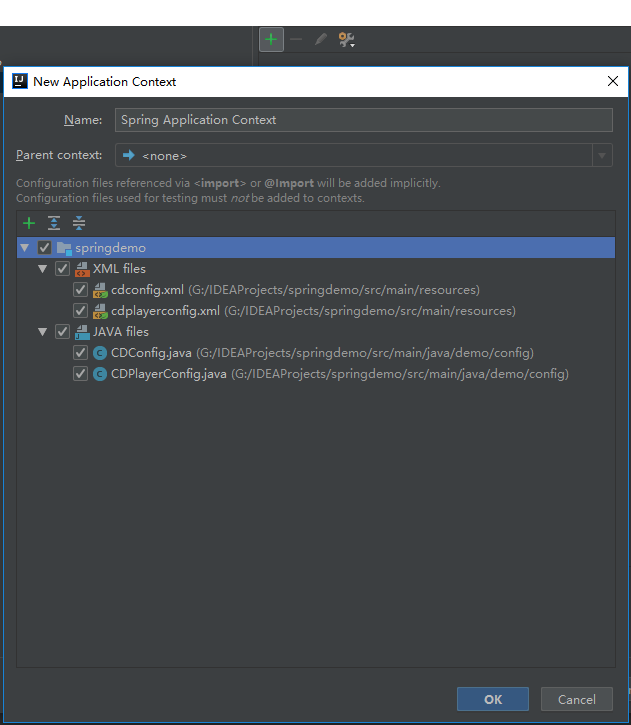 New Application Context
Name: Spring Application Context
Parent context: <none>
Configuration files referenced via <import> or @Import will be added implicitly.
Configuration files used for testing must not be added to contexts.
springdemo
XML files
cdconfig.xml (G:/IDEAProjects/springdemo/src/main/resources)
cdplayerconfig.xml (G:/IDEAProjects/springdemo/src/main/resources)
JAVA files
CDConfig.java (G:/IDEAProjects/springdemo/src/main/java/demo/config)
CDPlayerConfig.java (G:/IDEAProjects/springdemo/src/main/java/demo/config)
OK Cancel